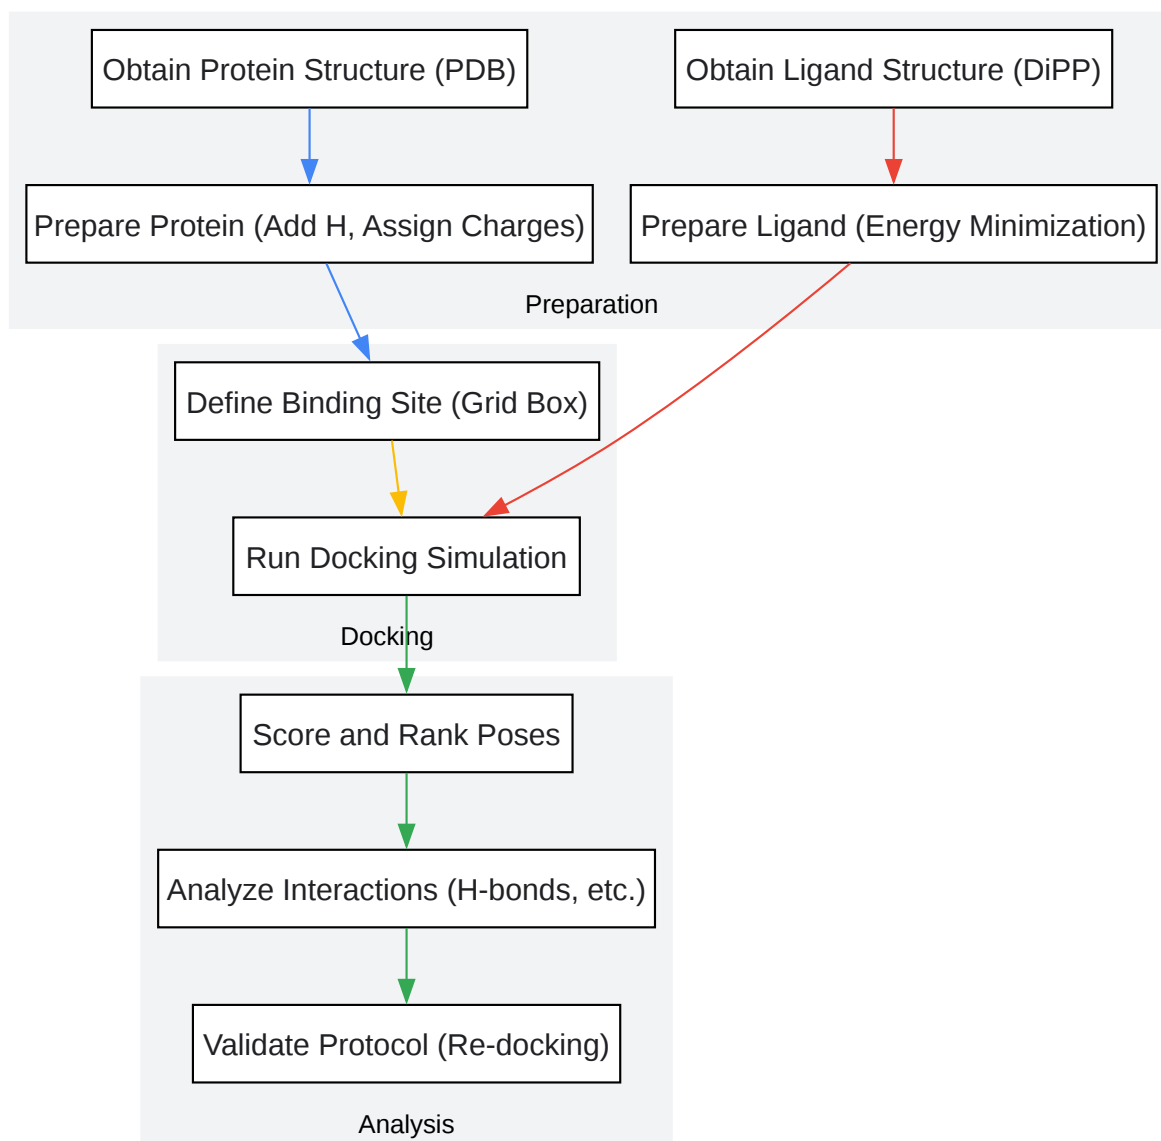 Obtain Protein Structure (PDB)
Obtain Ligand Structure (DiPP)
Prepare Protein (Add H, Assign Charges)
Prepare Ligand (Energy Minimization)
Preparation
Define Binding Site (Grid Box)
Run Docking Simulation
Docking
Score and Rank Poses
Analyze Interactions (H-bonds, etc.)
Validate Protocol (Re-docking)
Analysis